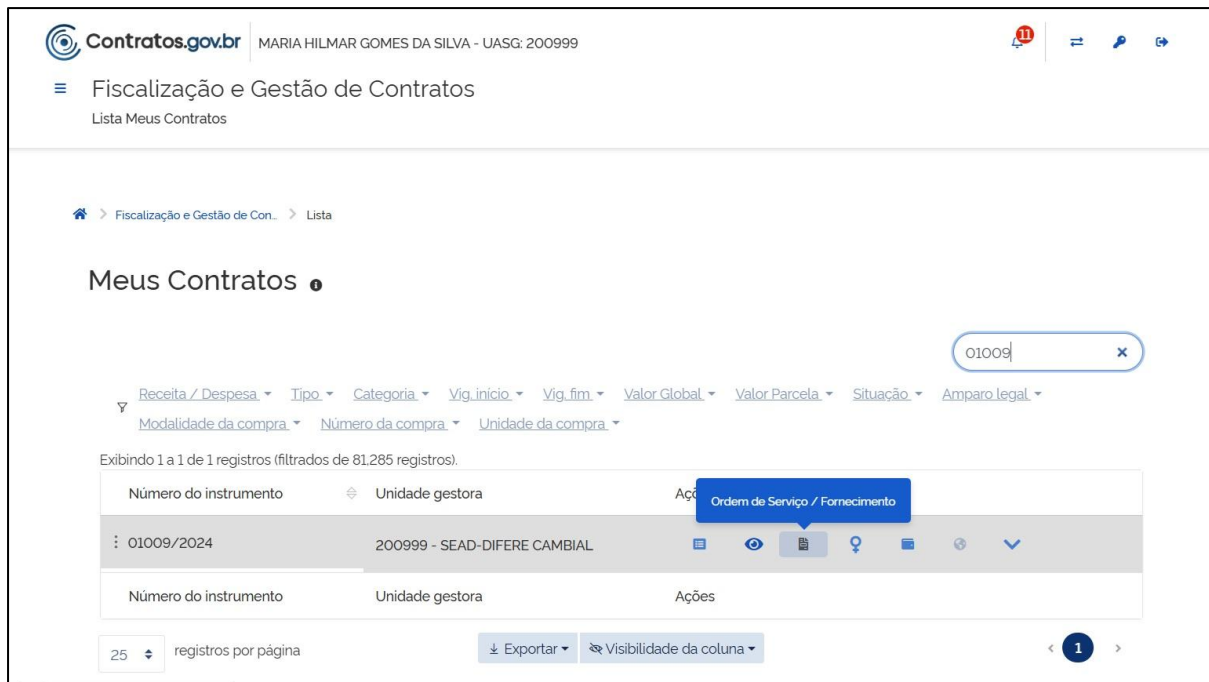 Contratos.gov.br MARIA HILMAR GOMES DA SILVA - UASG: 200999 11
Fiscalização e Gestão de Contratos
Lista Meus Contratos
Fiscalização e Gestão de Con... > Lista
Meus Contratos
01009
Receita / Despesa Tipo Categoria Vig. início Vig. fim Valor Global Valor Parcela Situação Amparo legal
Modalidade da compra Número da compra Unidade da compra
Exibindo 1 a 1 de 1 registros (filtrados de 81,285 registros).
Ordem de Serviço / Fornecimento
Número do instrumento Unidade gestora
01009/2024 200999 - SEAD-DIFERE CAMBIAL
Número do instrumento Unidade gestora Ações
25 registros por página Exportar Visibilidade da coluna < 1 >